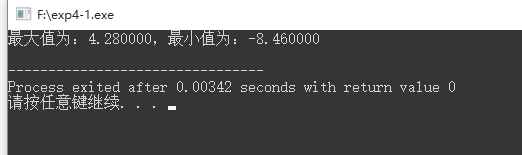 F:\exp4-1.exe
最大值为：4.280000，最小值为：-8.460000
--------------------------------
Process exited after 0.00342 seconds with return value 0
请按任意键继续. . .